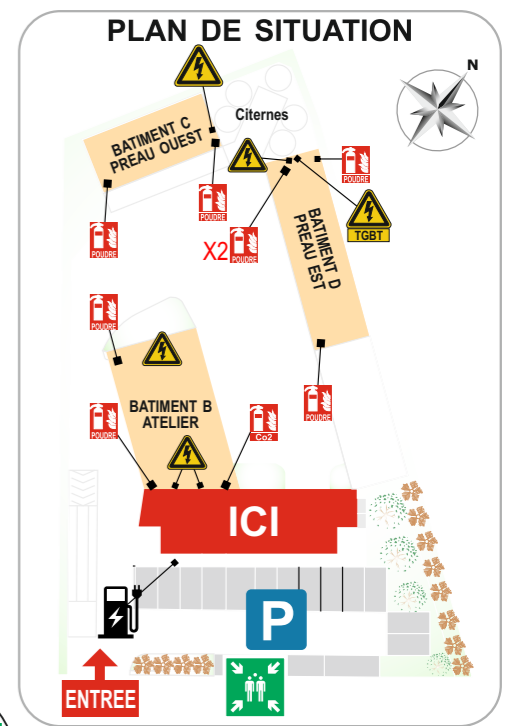 PLAN DE SITUATION
N
Citernes
BATIMENT C
PREAU OUEST
POUDRE
POUDRE
POUDRE
X2
POUDRE
TGBT
BATIMENT D
PREAU EST
POUDRE
POUDRE
BATIMENT B
ATELIER
POUDRE
Co2
ICI
P
ENTREE